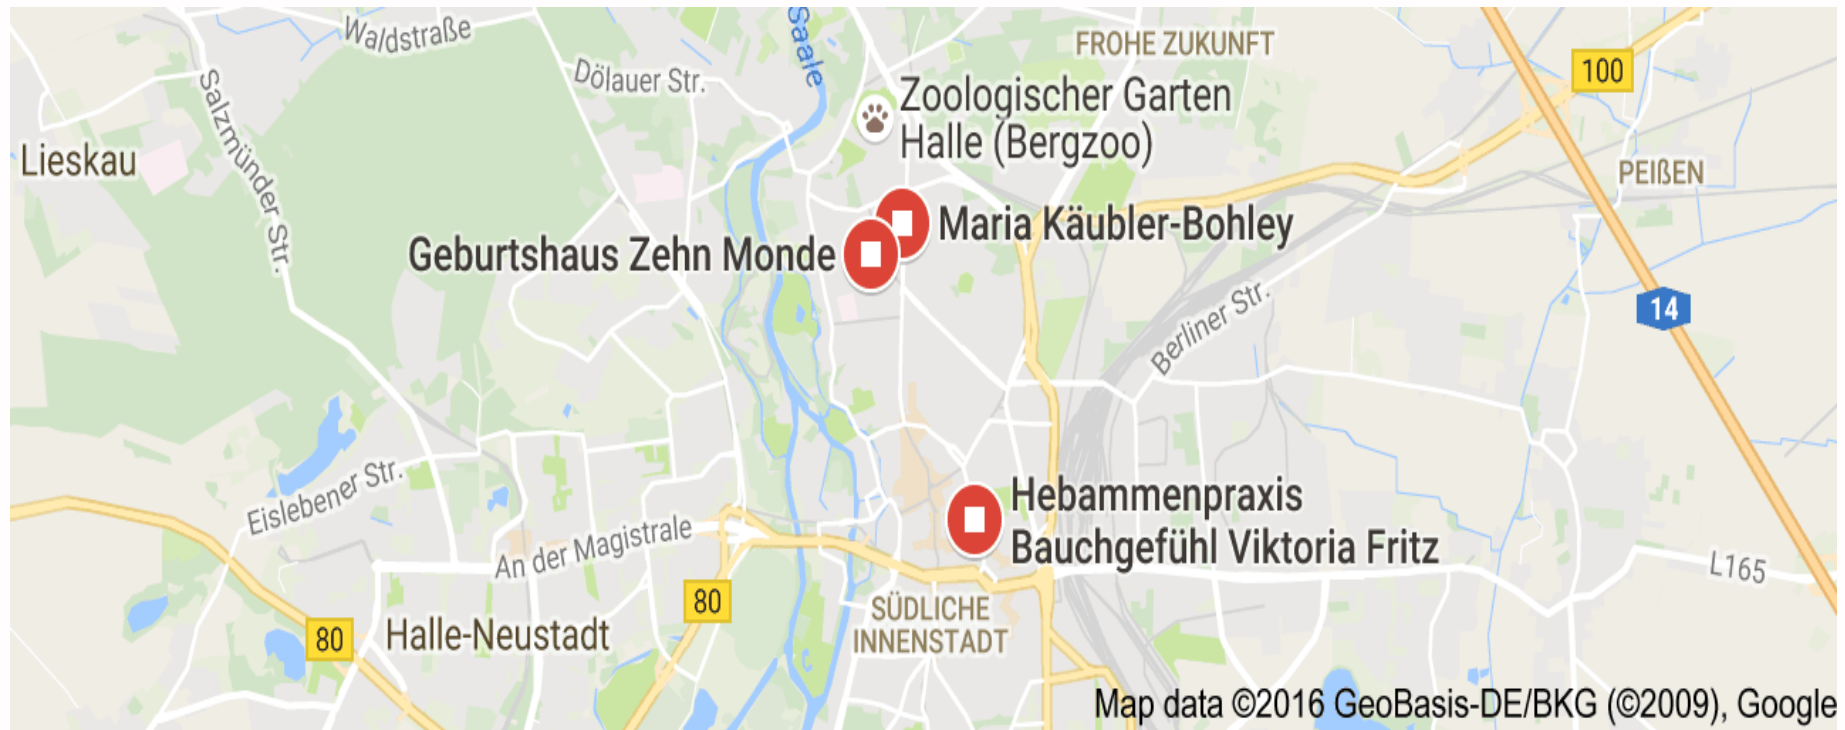 Waldstraße
Saale
FROHE ZUKUNFT
100
Dölauer Str.
Salzmünder Str.
Zoologischer Garten
Halle (Bergzoo)
Lieskau
PEIßEN
Maria Käubler-Bohley
Geburtshaus Zehn Monde
14
Berliner Str.
Eislebener Str.
An der Magistrale
Hebammenpraxis
Bauchgefühl Viktoria Fritz
L165
80
80
Halle-Neustadt
SÜDLICHE
INNENSTADT
Map data ©2016 GeoBasis-DE/BKG (©2009), Google